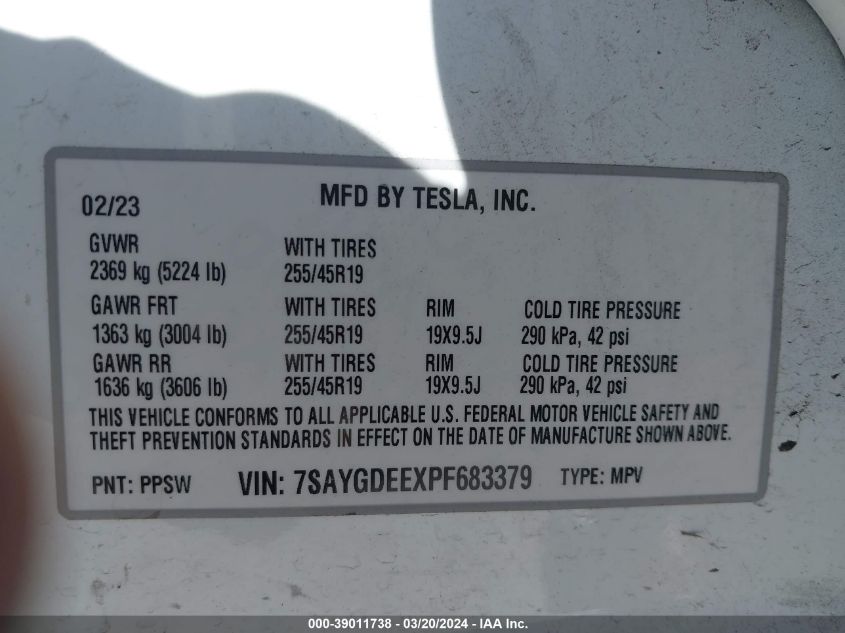 MFD BY TESLA, INC.
02/23
GVWR WITH TIRES
2369 kg (5224 lb) 255/45R19
GAWR FRT WITH TIRES RIM COLD TIRE PRESSURE
1363 kg (3004 lb) 255/45R19 19X9.5J 290 kPa, 42 psi
GAWR RR WITH TIRES RIM COLD TIRE PRESSURE
1636 kg (3606 lb) 255/45R19 19X9.5J 290 kPa, 42 psi
THIS VEHICLE CONFORMS TO ALL APPLICABLE U.S. FEDERAL MOTOR VEHICLE SAFETY AND
THEFT PREVENTION STANDARDS IN EFFECT ON THE DATE OF MANUFACTURE SHOWN ABOVE.
PNT: PPSW VIN: 7SAYGDEEXPF683379 TYPE: MPV
000-39011738 - 03/20/2024 - IAA Inc.